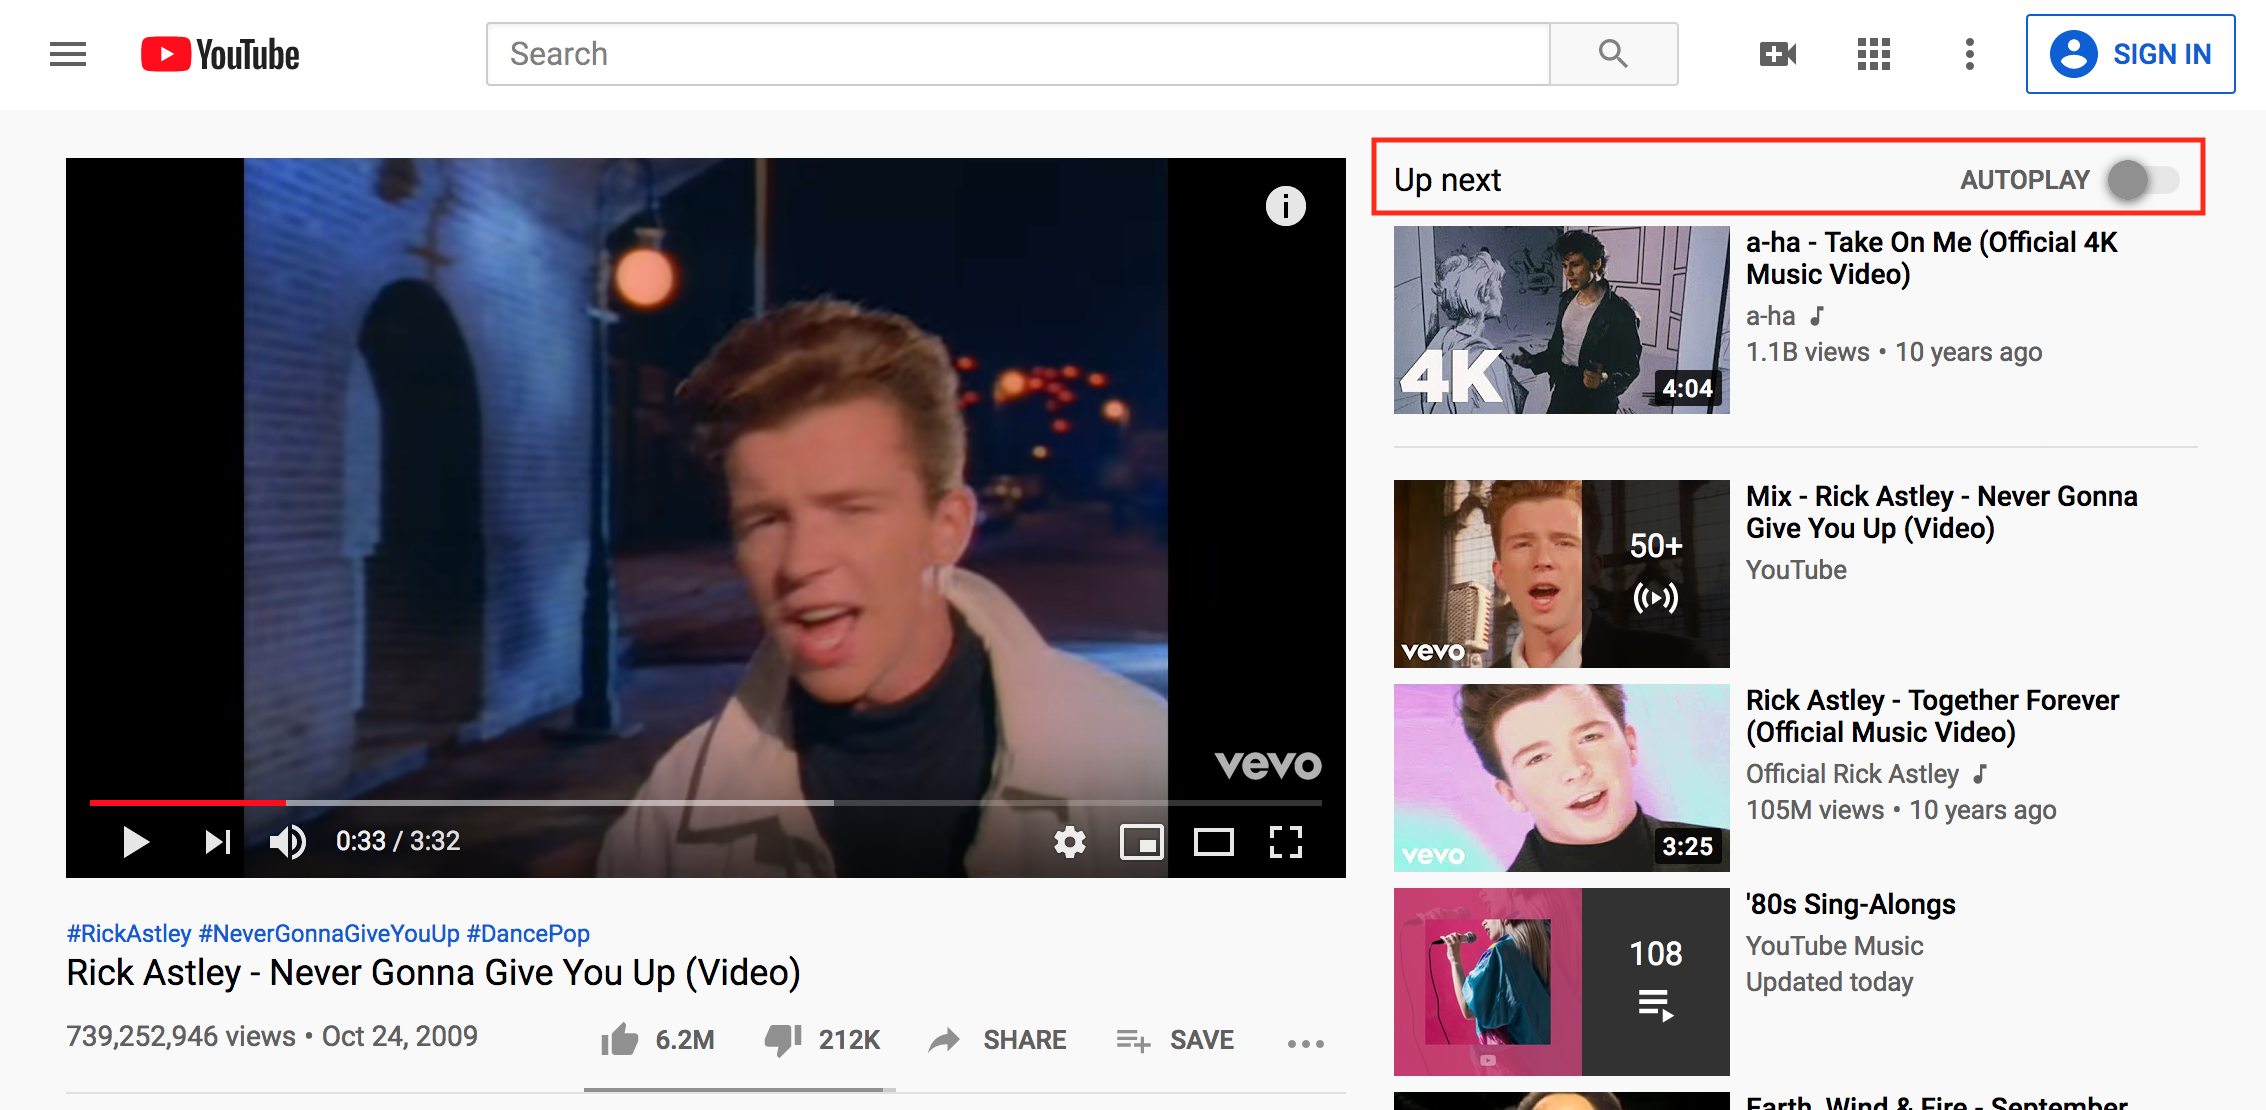 YouTube
Search
SIGN IN
vevo
0:33 / 3:32
#RickAstley #NeverGonnaGiveYouUp #DancePop
Rick Astley - Never Gonna Give You Up (Video)
739,252,946 views • Oct 24, 2009
6.2M
212K
SHARE
SAVE
Up next
AUTOPLAY
4K
4:04
a-ha - Take On Me (Official 4K
Music Video)
a-ha
1.1B views • 10 years ago
50+
vevo
Mix - Rick Astley - Never Gonna
Give You Up (Video)
YouTube
vevo
3:25
Rick Astley - Together Forever
(Official Music Video)
Official Rick Astley
105M views • 10 years ago
108
'80s Sing-Alongs
YouTube Music
Updated today
Earth, Wind & Fire - September